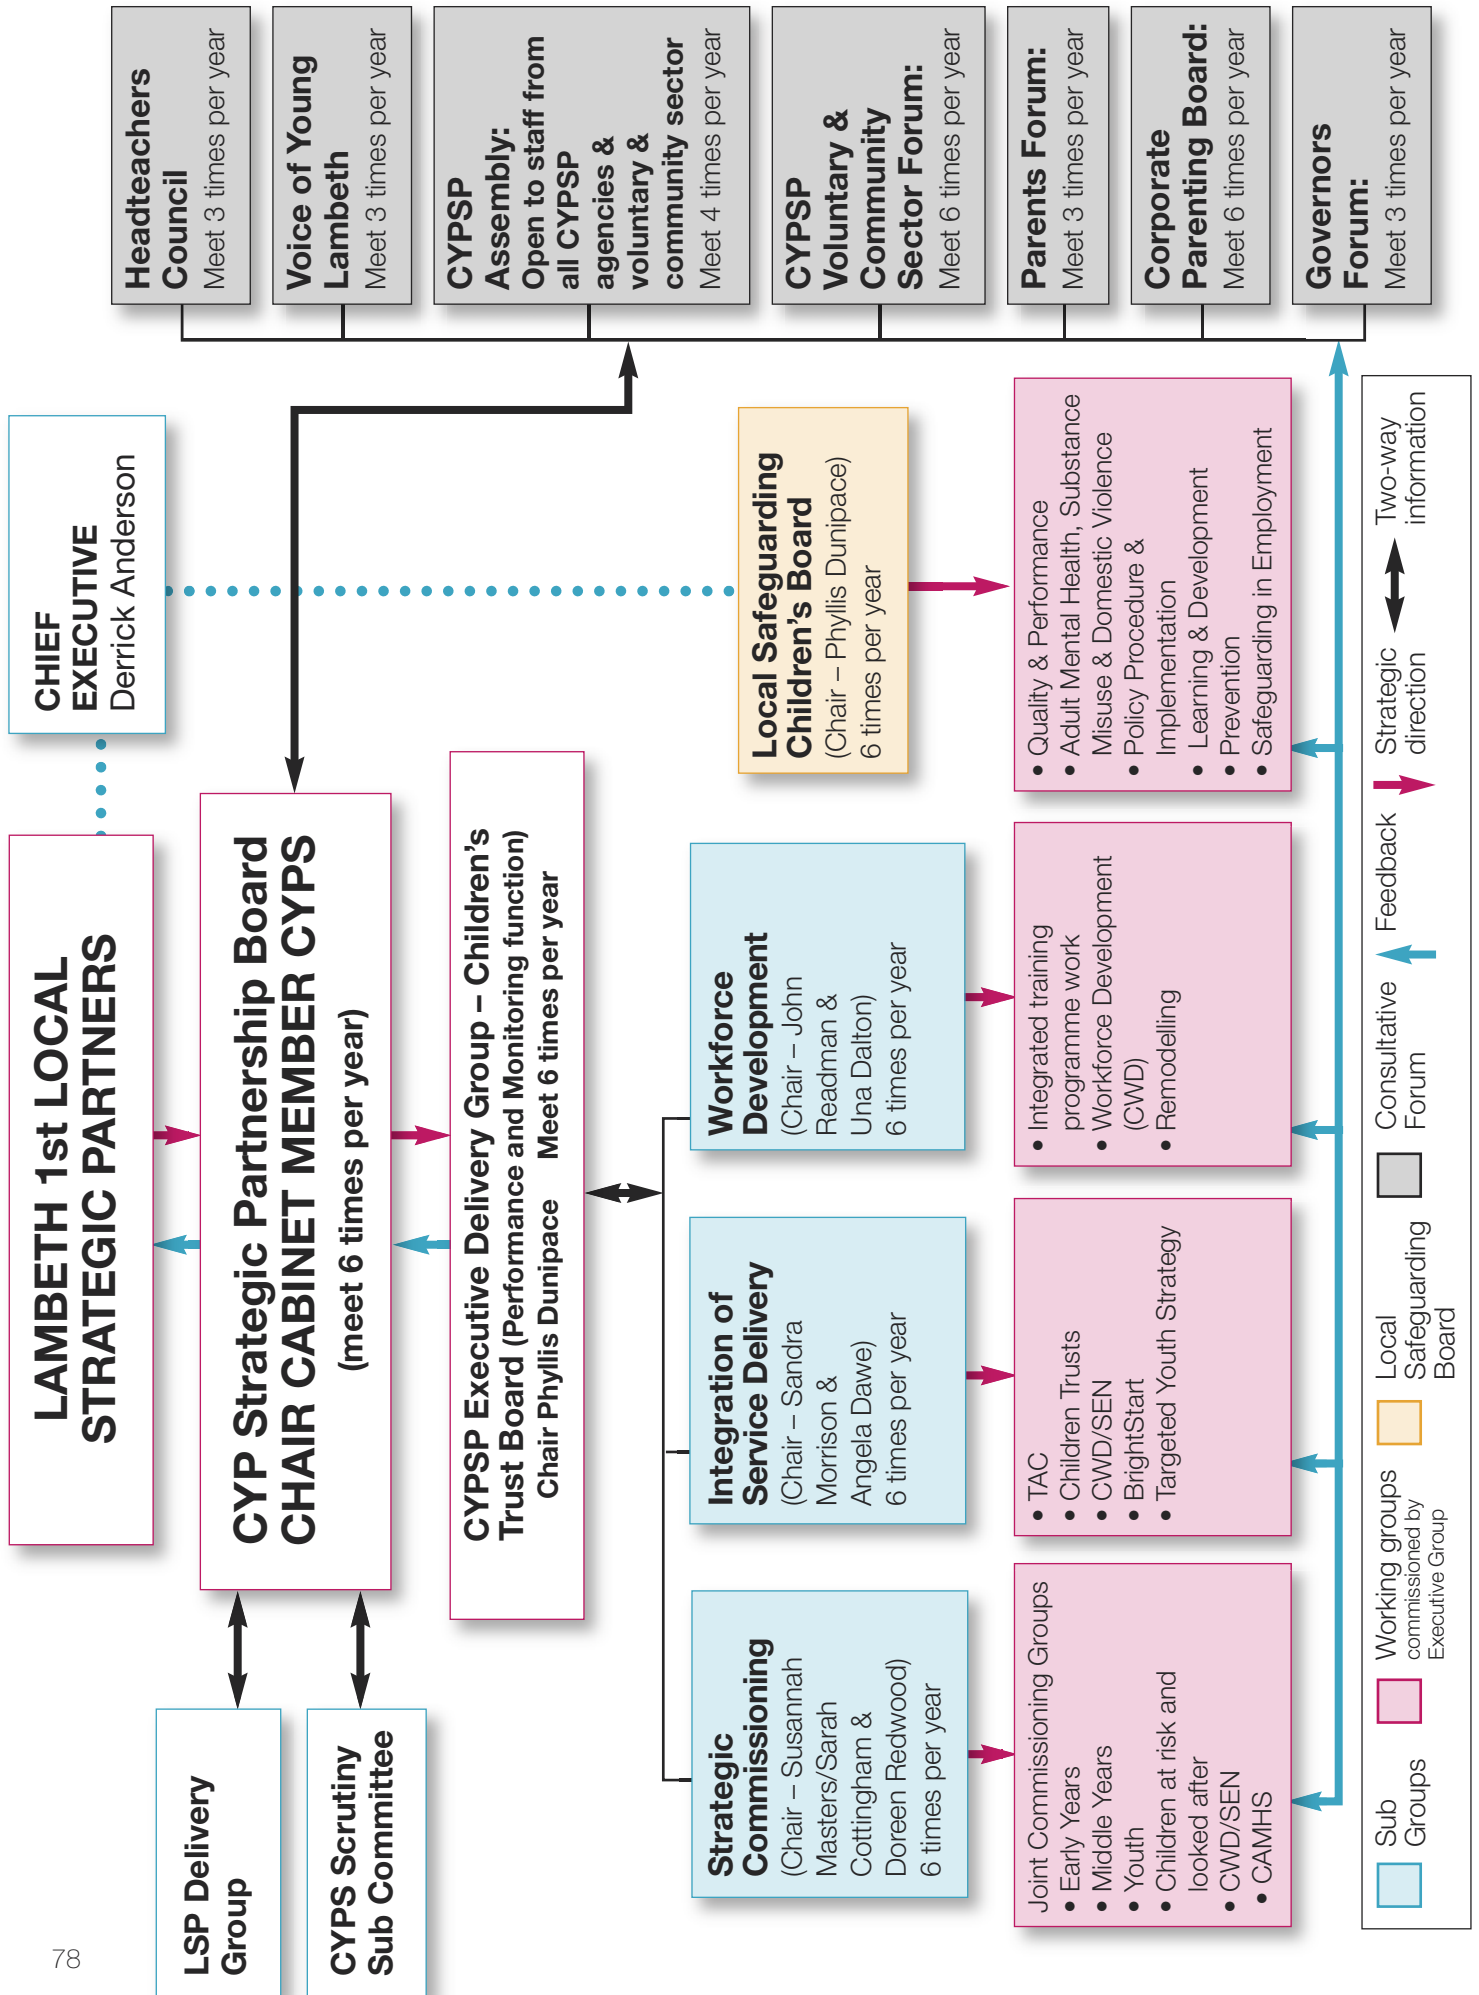 LAMBETH 1st LOCAL
STRATEGIC PARTNERS
CHIEF
EXECUTIVE
Derrick Anderson
LSP Delivery
Group
CYPS Scrutiny
Sub Committee
CYP Strategic Partnership Board
CHAIR CABINET MEMBER CYPS
(meet 6 times per year)
CYPSP Executive Delivery Group – Children's
Trust Board (Performance and Monitoring function)
Chair Phyllis Dunipace Meet 6 times per year
Strategic
Commissioning
(Chair – Susannah
Masters/Sarah
Cottingham &
Doreen Redwood)
6 times per year
Integration of
Service Delivery
(Chair – Sandra
Morrison &
Angela Dawe)
6 times per year
Workforce
Development
(Chair – John
Readman &
Una Dalton)
6 times per year
Local Safeguarding
Children's Board
(Chair – Phyllis Dunipace)
6 times per year
Joint Commissioning Groups
• Early Years
• Middle Years
• Youth
• Children at risk and
looked after
• CWD/SEN
• CAMHS
• TAC
• Children Trusts
• CWD/SEN
• BrightStart
• Targeted Youth Strategy
• Integrated training
programme work
• Workforce Development
(CWD)
• Remodelling
• Quality & Performance
• Adult Mental Health, Substance
Misuse & Domestic Violence
• Policy Procedure &
Implementation
• Learning & Development
• Prevention
• Safeguarding in Employment
Headteachers
Council
Meet 3 times per year
Voice of Young
Lambeth
Meet 3 times per year
CYPSP
Assembly:
Open to staff from
all CYPSP
agencies &
voluntary &
community sector
Meet 4 times per year
CYPSP
Voluntary &
Community
Sector Forum:
Meet 6 times per year
Parents Forum:
Meet 3 times per year
Corporate
Parenting Board:
Meet 6 times per year
Governors
Forum:
Meet 3 times per year
Sub
Groups
Working groups
commissioned by
Executive Group
Local
Safeguarding
Board
Consultative
Forum
Feedback
Strategic
direction
Two-way
information
78